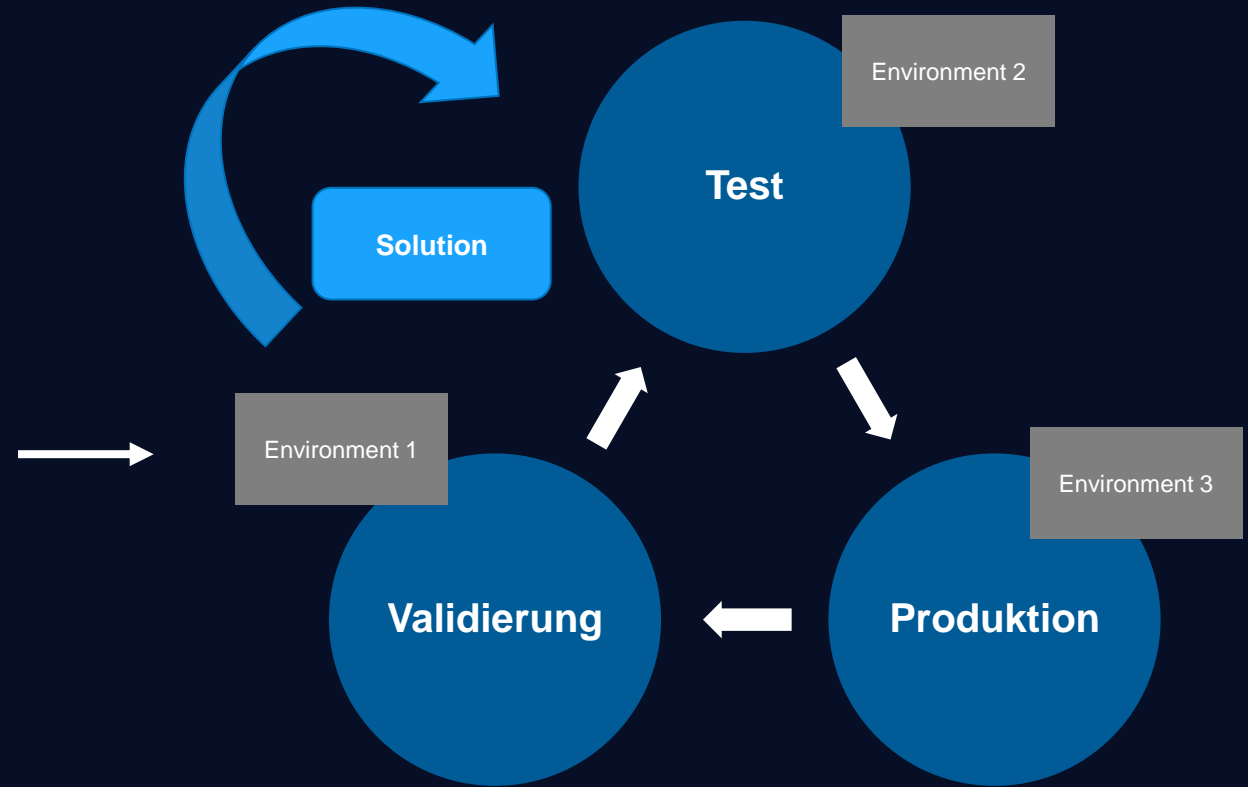 Environment 2
Test
Solution
Environment 1
Environment 3
Validierung
Produktion